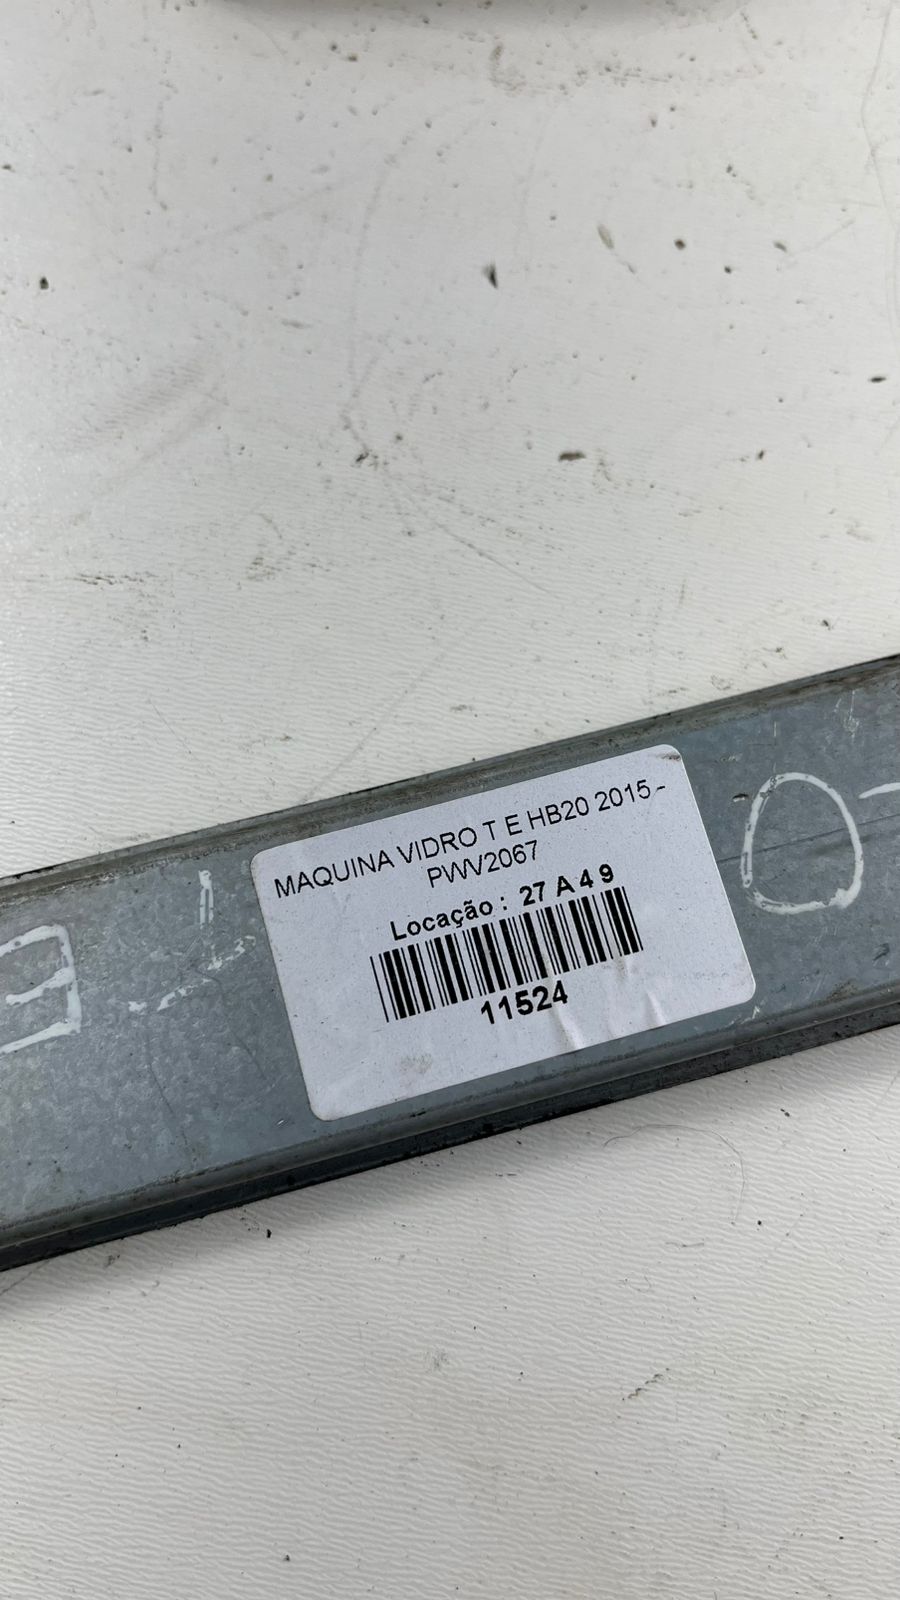 MAQUINA VIDRO T E HB20 2015 -
PWV2067
Locação : 27 A 4 9
11524